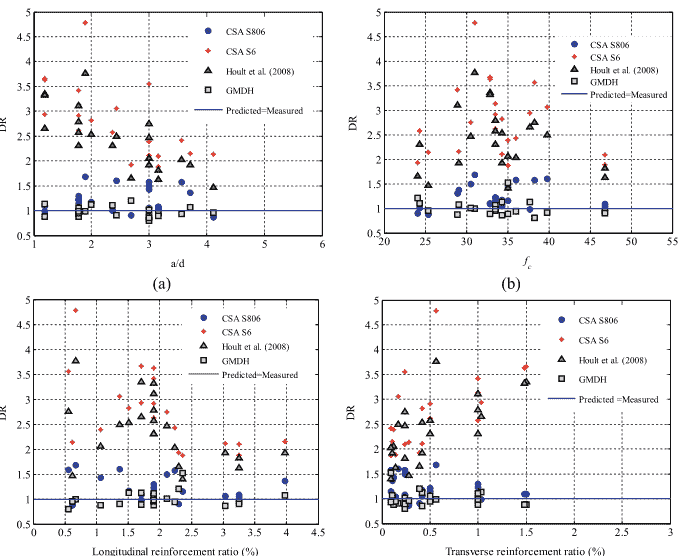 5
4.5
4
3.5
3
2.5
2
1.5
1
0.5
DR
1 2 3 4 5 6
a/d
CSA S806
CSA S6
Hoult et al. (2008)
GMDH
Predicted=Measured
(a)
5
4.5
4
3.5
3
2.5
2
1.5
1
0.5
DR
20 25 30 35 40 45 50 55
fc
CSA S806
CSA S6
Hoult et al. (2008)
GMDH
Predicted=Measured
(b)
5
4.5
4
3.5
3
2.5
2
1.5
1
0.5
DR
0 0.5 1 1.5 2 2.5 3 3.5 4 4.5
Longitudinal reinforcement ratio (%)
CSA S806
CSA S6
Hoult et al. (2008)
GMDH
Predicted=Measured
5
4.5
4
3.5
3
2.5
2
1.5
1
0.5
DR
0 0.5 1 1.5 2 2.5 3
Transverse reinforcement ratio (%)
CSA S806
CSA S6
Hoult et al. (2008)
GMDH
Predicted =Measured